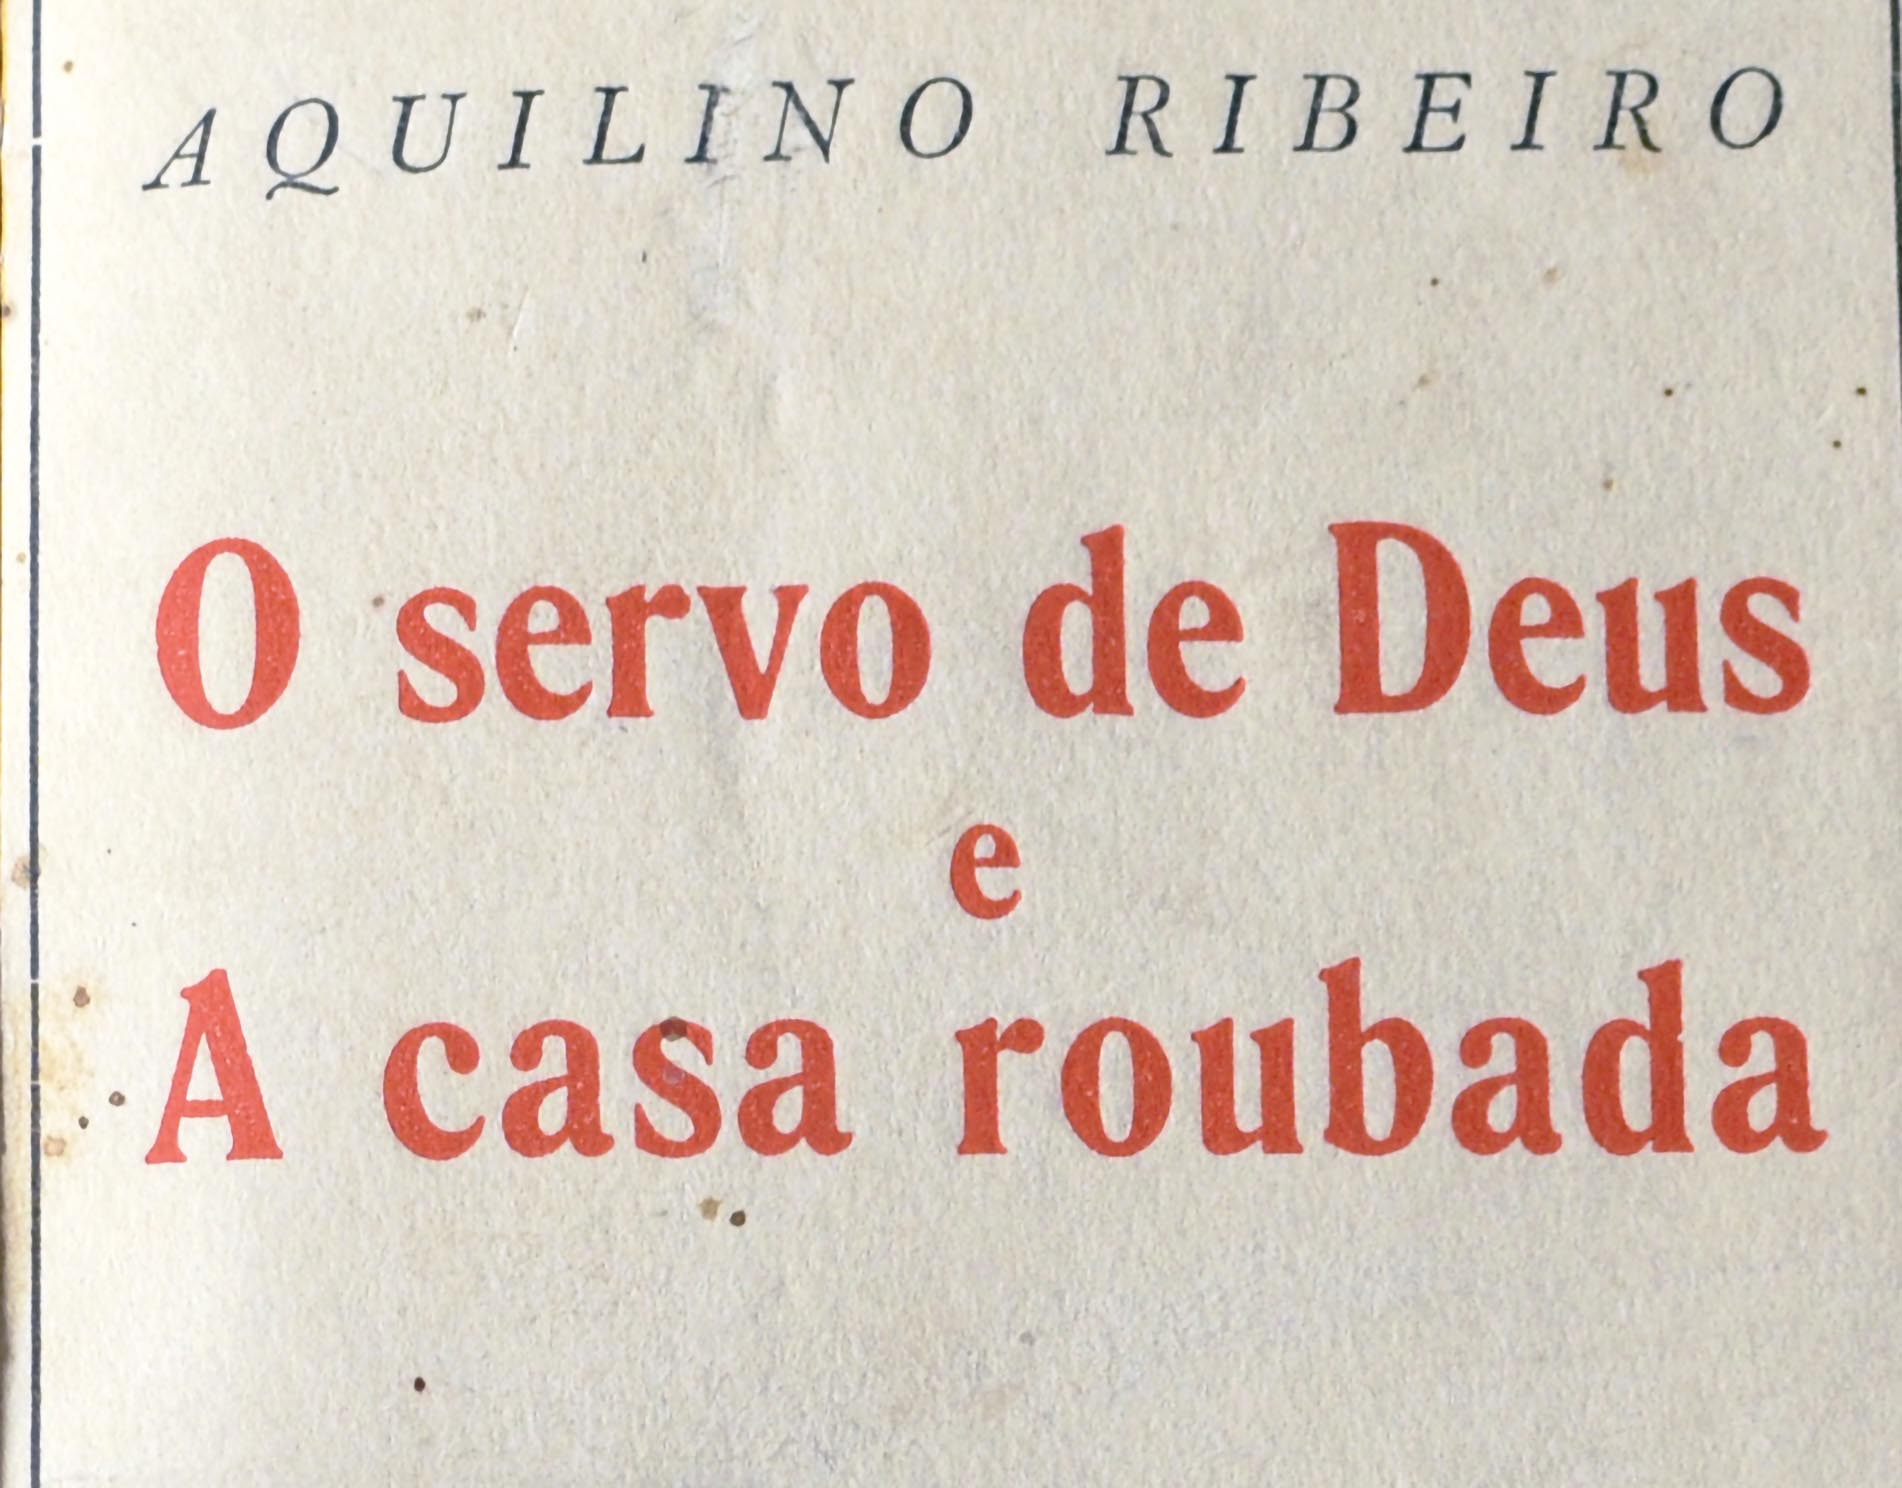 AQUILINO RIBEIRO
O servo de Deus
e
A casa roubada